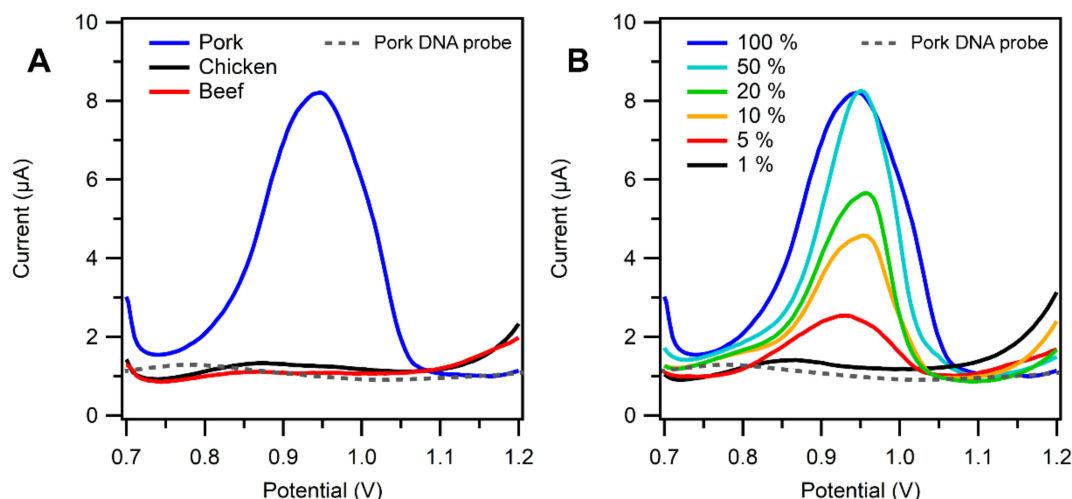 A
10
8
6
4
2
0
Current (µA)
Pork
Chicken
Beef
Pork DNA probe
0.7 0.8 0.9 1.0 1.1 1.2
Potential (V)
B
10
8
6
4
2
0
Current (µA)
100 %
50 %
20 %
10 %
5 %
1 %
Pork DNA probe
0.7 0.8 0.9 1.0 1.1 1.2
Potential (V)